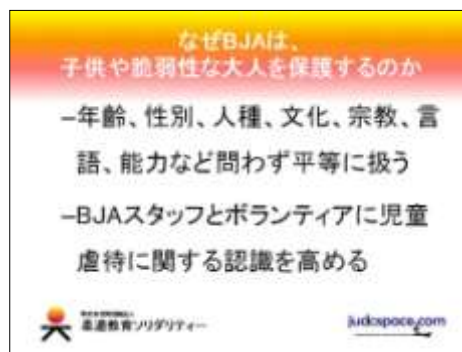 なぜBJAは、
子供や脆弱性な大人を保護するのか
–年齢、性別、人種、文化、宗教、言
語、能力など問わず平等に扱う
–BJAスタッフとボランティアに児童
虐待に関する認識を高める
柔道教育ソリダリティー
judospace.com